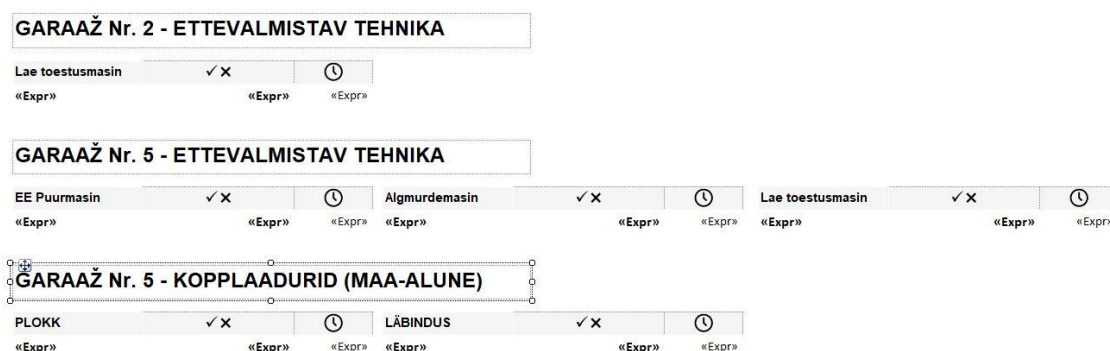 GARAAŽ Nr. 2 - ETTEVALMISTAV TEHNIKA
Lae toestusmasin ✓✕
«Expr» «Expr» «Expr»
GARAAŽ Nr. 5 - ETTEVALMISTAV TEHNIKA
EE Puurmasin ✓✕ Algmurdemasin ✓✕ Lae toestusmasin ✓✕
«Expr» «Expr» «Expr» «Expr» «Expr» «Expr» «Expr» «Expr» «Expr»
GARAAŽ Nr. 5 - KOPPLAADURID (MAA-ALUNE)
PLOKK ✓✕ LÄBINDUS ✓✕
«Expr» «Expr» «Expr» «Expr» «Expr» «Expr»